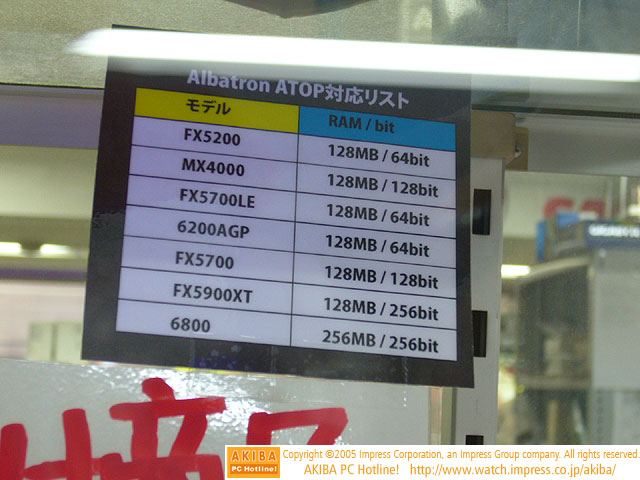 Albatron ATOP対応リスト
モデル RAM / bit
FX5200 128MB / 64bit
MX4000 128MB / 128bit
FX5700LE 128MB / 64bit
6200AGP 128MB / 64bit
FX5700 128MB / 128bit
FX5900XT 128MB / 256bit
6800 256MB / 256bit
AKIBA PC Hotline!
Copyright ©2005 Impress Corporation, an Impress Group company. All rights reserved.
AKIBA PC Hotline! http://www.watch.impress.co.jp/akiba/